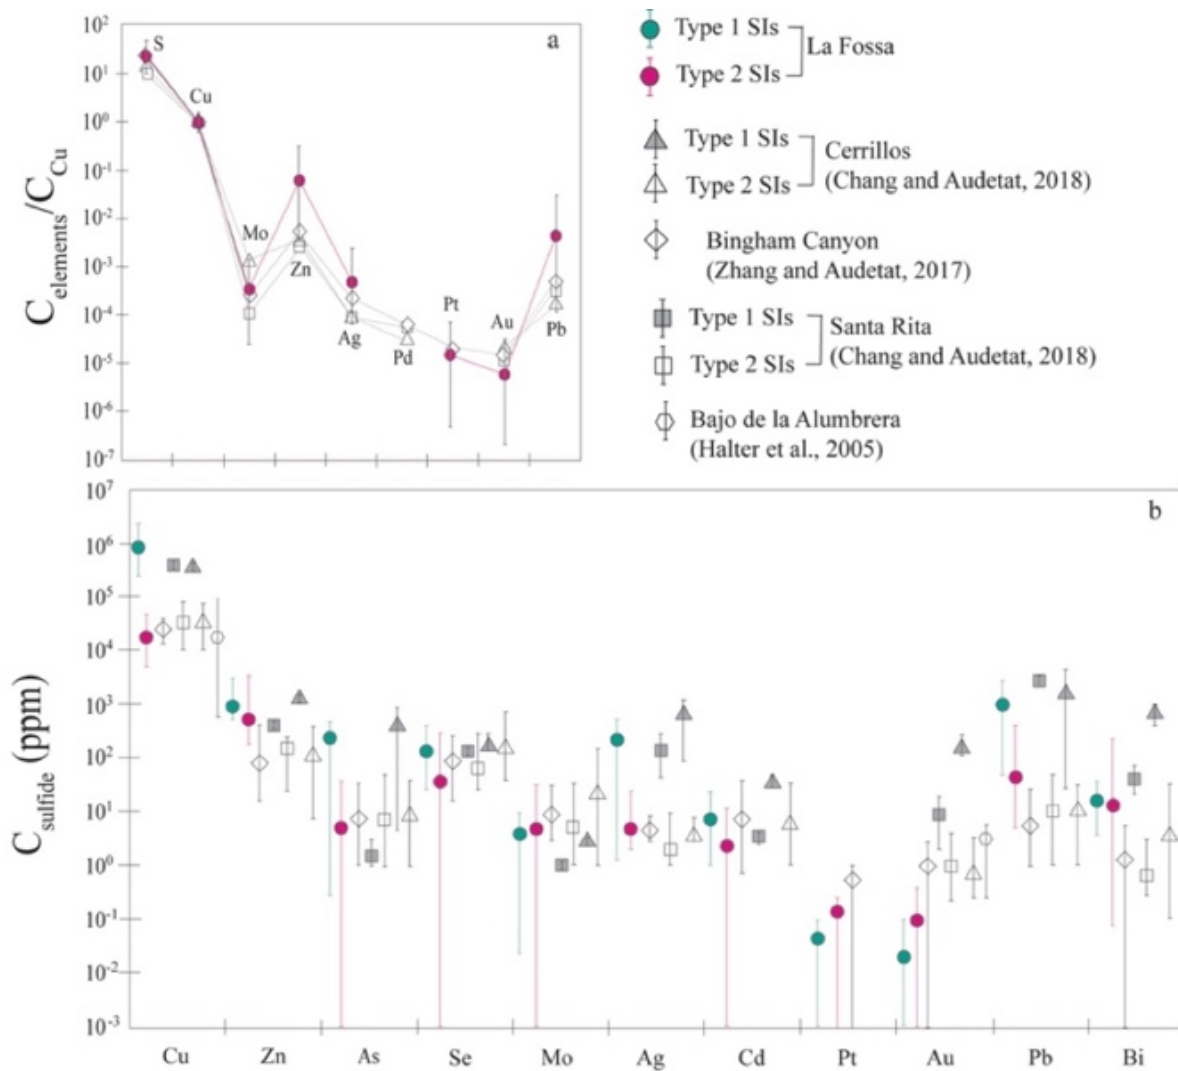 a
C_elements/C_Cu
10²
10¹
10⁰
10⁻¹
10⁻²
10⁻³
10⁻⁴
10⁻⁵
10⁻⁶
10⁻⁷
S
Cu
Mo
Zn
Ag
Pd
Pt
Au
Pb
Type 1 SIs
Type 2 SIs
La Fossa
Type 1 SIs
Type 2 SIs
Cerrillos
(Chang and Audetat, 2018)
Bingham Canyon
(Zhang and Audetat, 2017)
Type 1 SIs
Type 2 SIs
Santa Rita
(Chang and Audetat, 2018)
Bajo de la Alumbrera
(Halter et al., 2005)
b
C_sulfide (ppm)
10⁷
10⁶
10⁵
10⁴
10³
10²
10¹
10⁰
10⁻¹
10⁻²
10⁻³
Cu Zn As Se Mo Ag Cd Pt Au Pb Bi